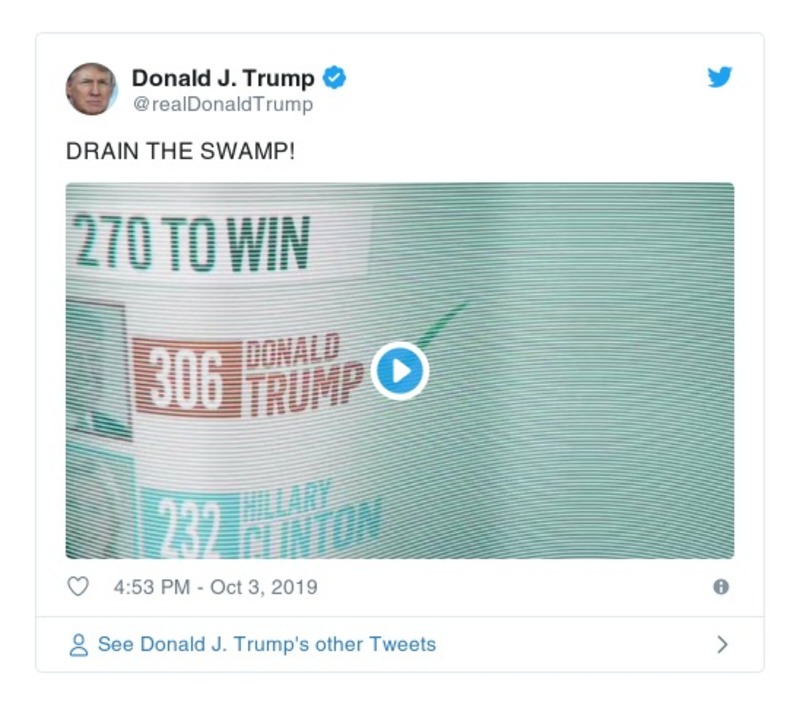 Donald J. Trump
@realDonaldTrump
DRAIN THE SWAMP!
270 TO WIN
306 DONALD
TRUMP
232 HILLARY
CLINTON
4:53 PM - Oct 3, 2019
See Donald J. Trump's other Tweets